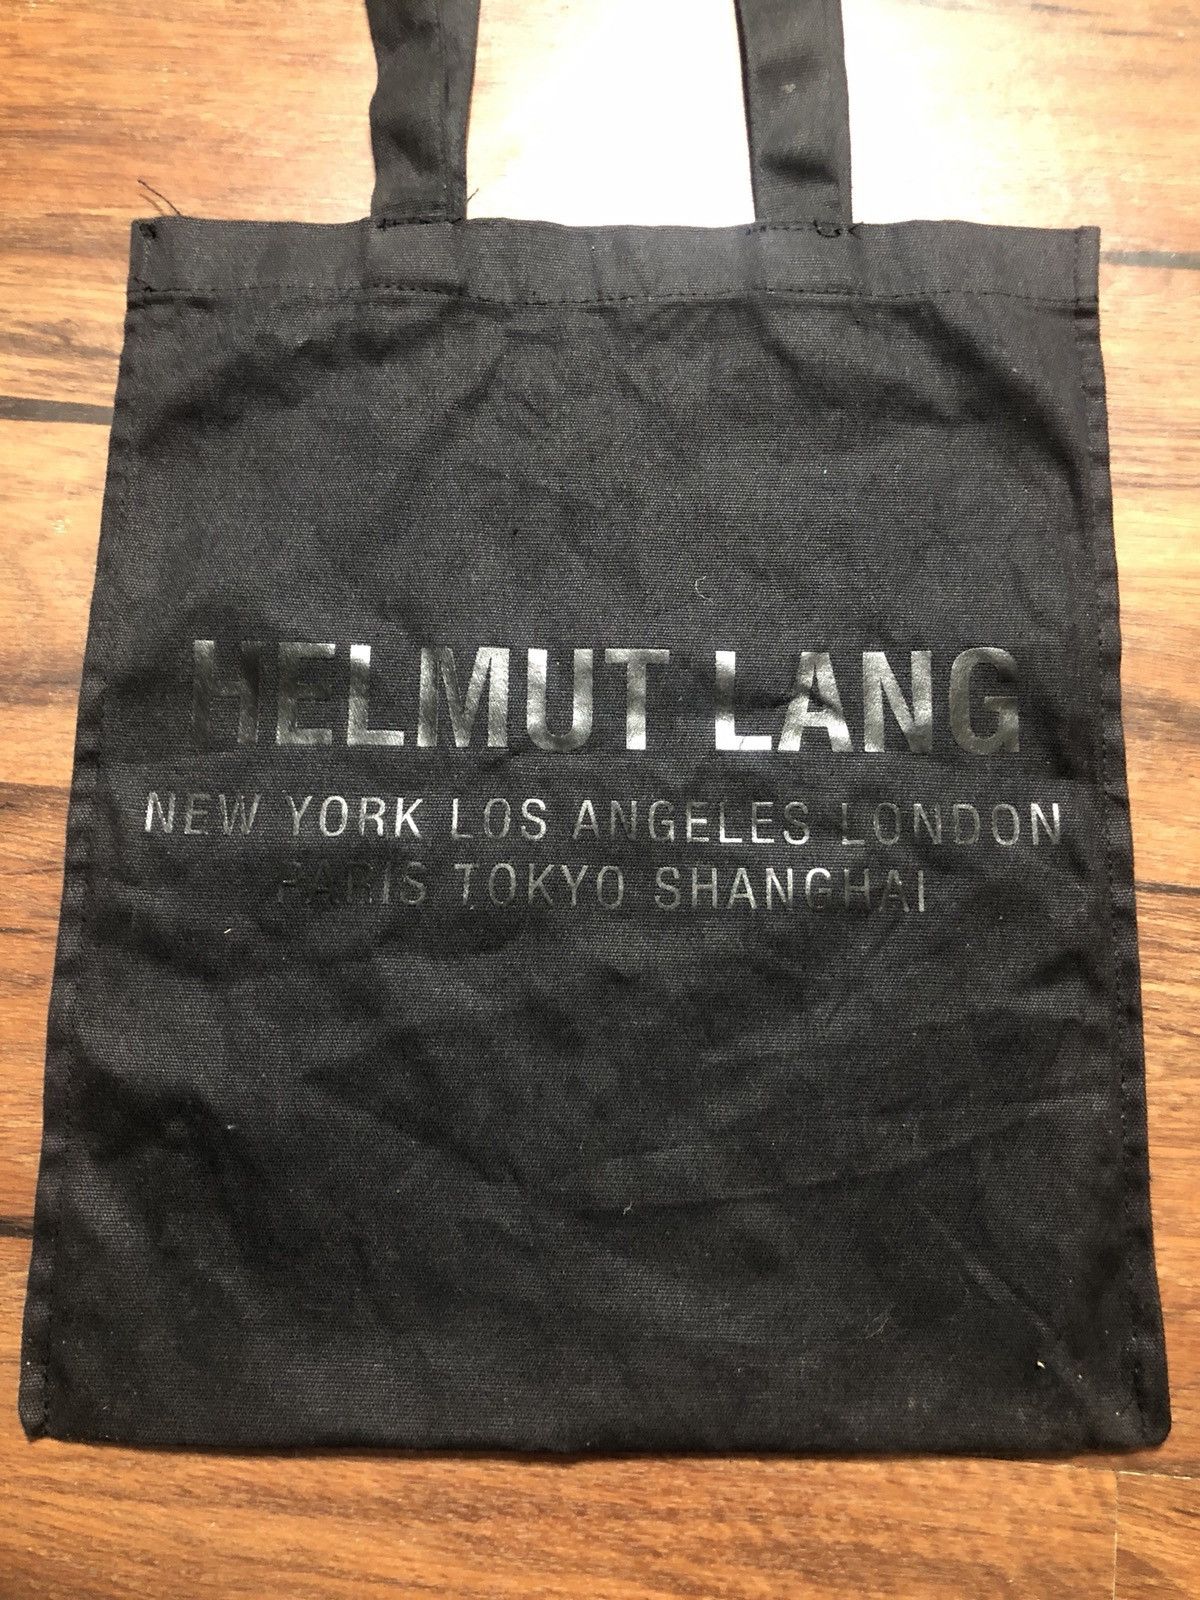 HELMUT LANG
NEW YORK LOS ANGELES LONDON
PARIS TOKYO SHANGHAI